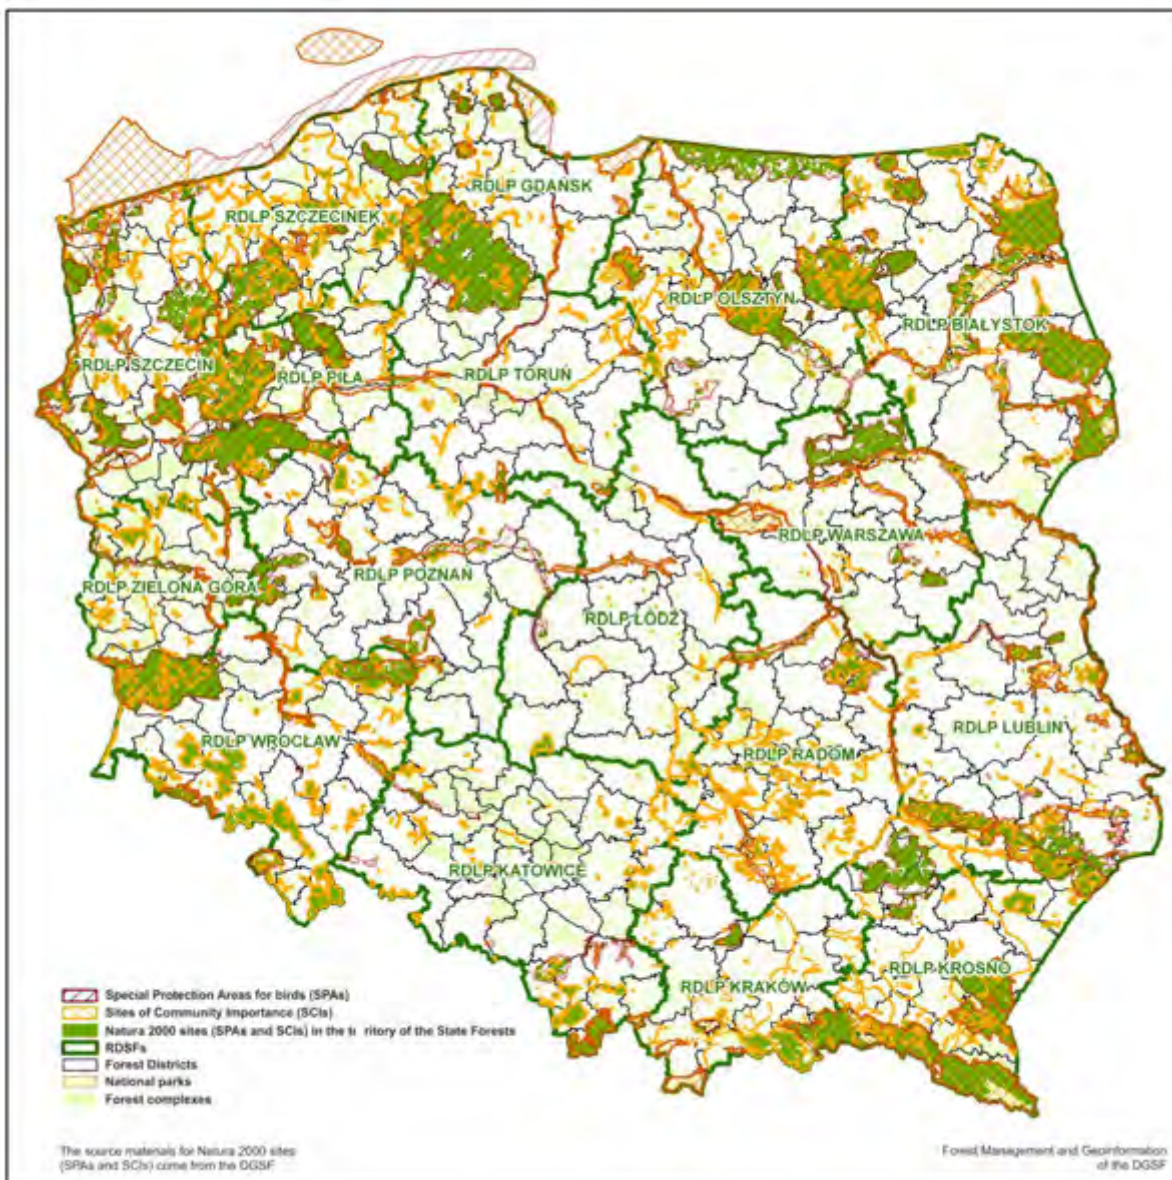 RDLP GDAŃSK
RDLP SZCZECINEK
RDLP OLSZTYN
RDLP BIAŁYSTOK
RDLP SZCZECIN
RDLP PIŁA
RDLP TORUŃ
RDLP WARSZAWA
RDLP ZIELONA GÓRA
RDLP POZNAŃ
RDLP ŁÓDŹ
RDLP LUBLIN
RDLP WROCŁAW
RDLP RADOM
RDLP KATOWICE
RDLP KROSNO
RDLP KRAKÓW
Special Protection Areas for birds (SPAs)
Sites of Community Importance (SCIs)
Natura 2000 sites (SPAs and SCIs) in the te ritory of the State Forests
RDSFs
Forest Districts
National parks
Forest complexes
The source materials for Natura 2000 sites
(SPAs and SCIs) come from the DGSF
Forest Management and Geoinformation
of the DGSF